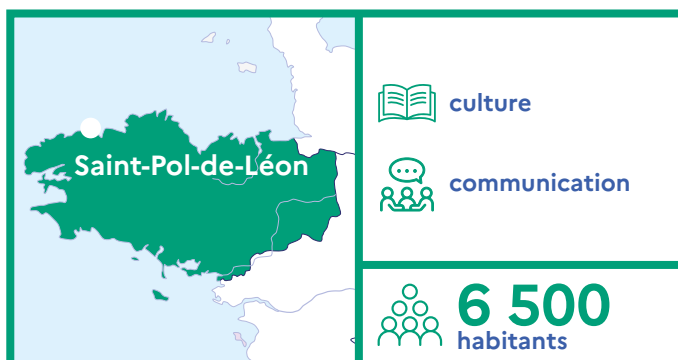 Saint-Pol-de-Léon
culture
communication
6 500
habitants